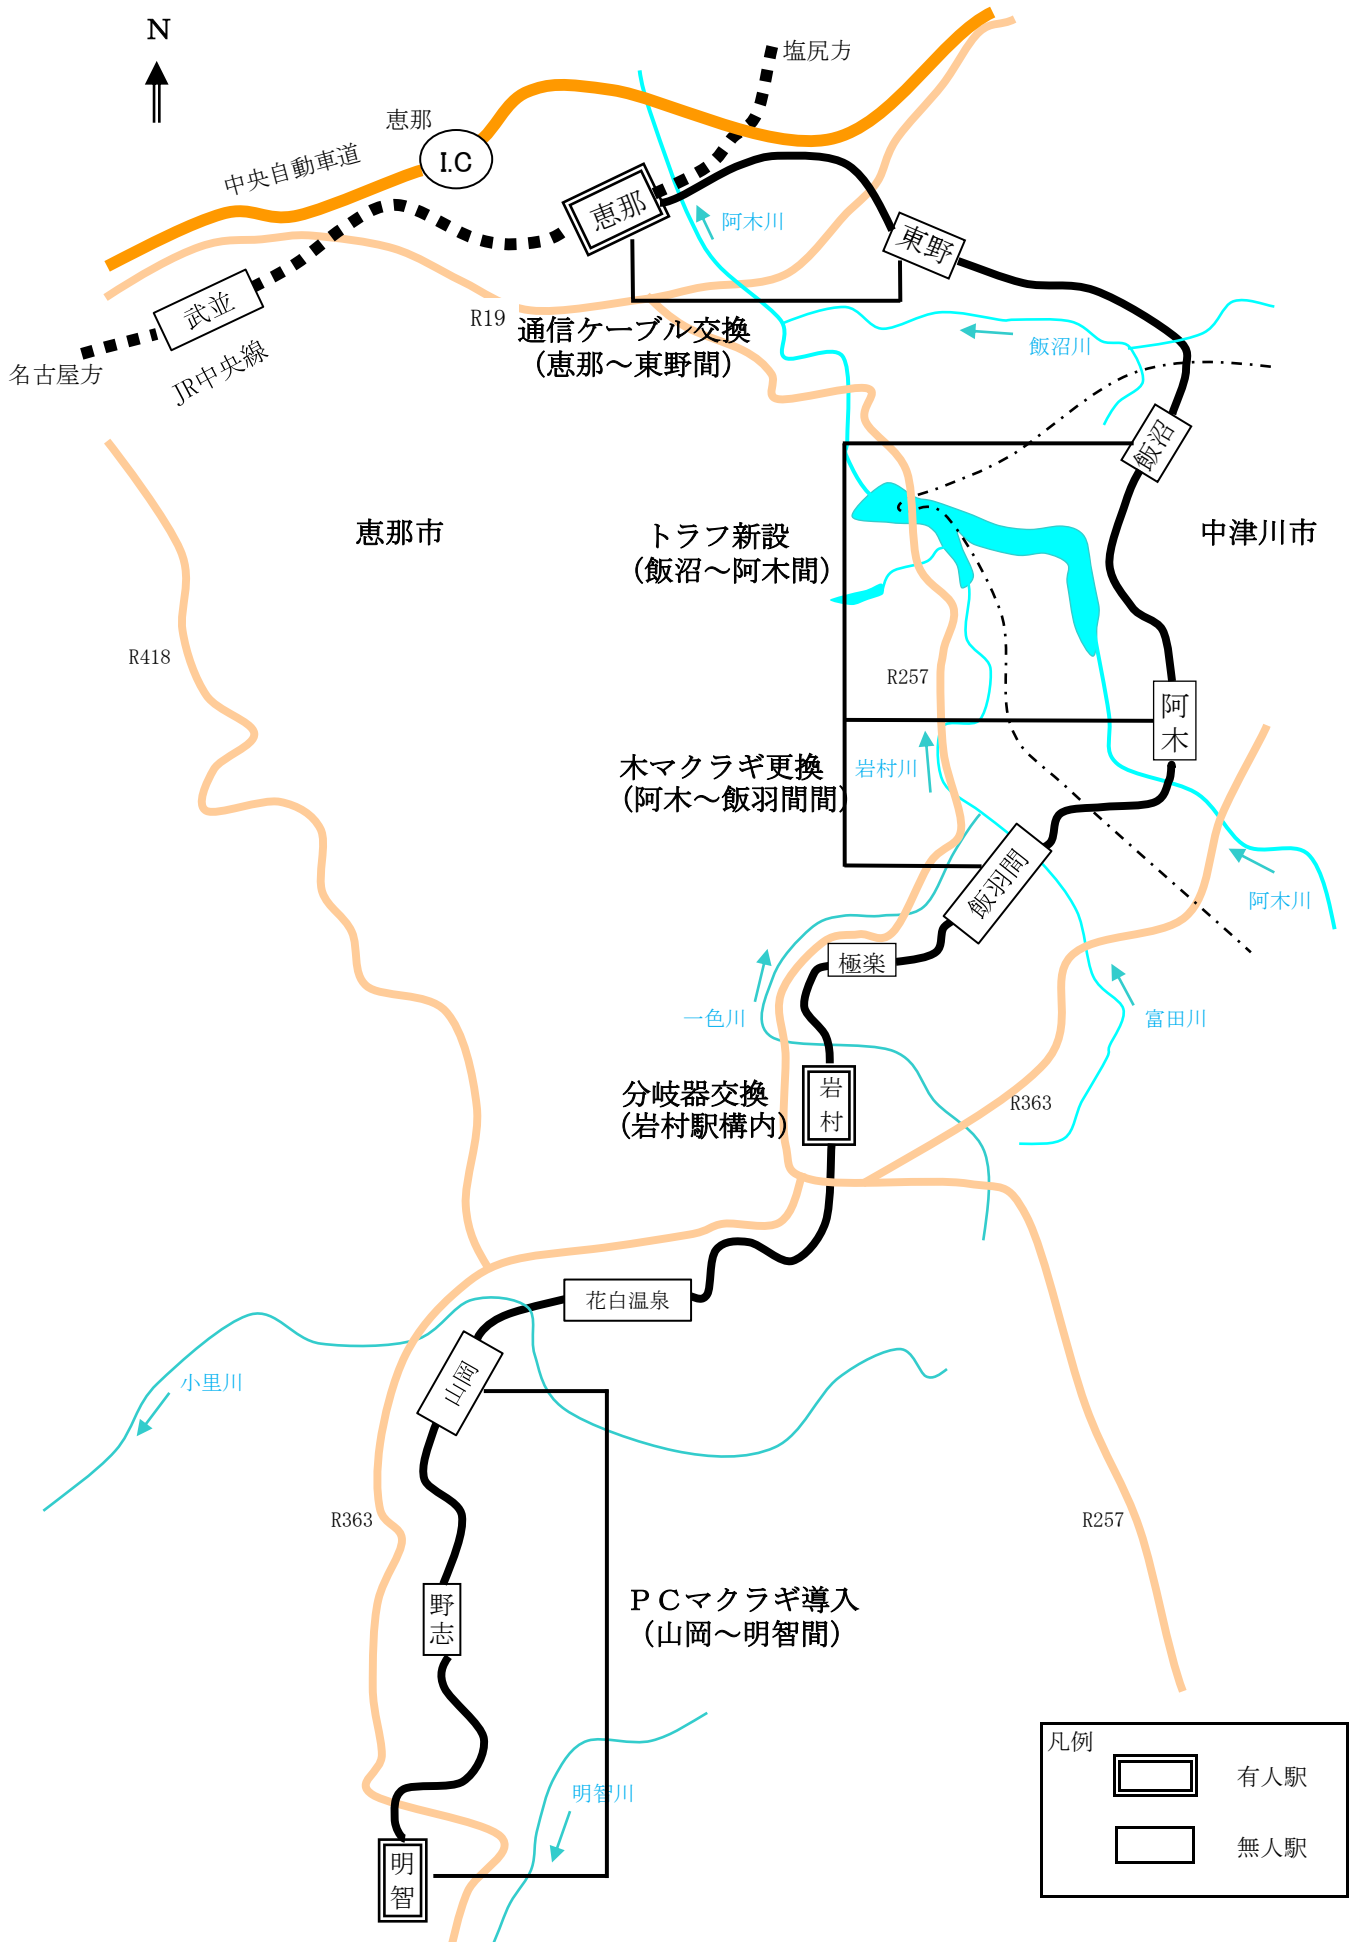 N
塩尻方
恵那
I.C
中央自動車道
恵那
阿木川
東野
武並
R19
通信ケーブル交換
(恵那～東野間)
飯沼川
名古屋方
JR中央線
飯沼
恵那市
トラフ新設
(飯沼～阿木間)
中津川市
R418
R257
阿木
木マクラギ更換
(阿木～飯羽間間)
岩村川
飯羽間
阿木川
極楽
一色川
富田川
分岐器交換
(岩村駅構内)
岩村
R363
花白温泉
山岡
小里川
R363
R257
野志
ＰＣマクラギ導入
(山岡～明智間)
明智川
明智
凡例
有人駅
無人駅